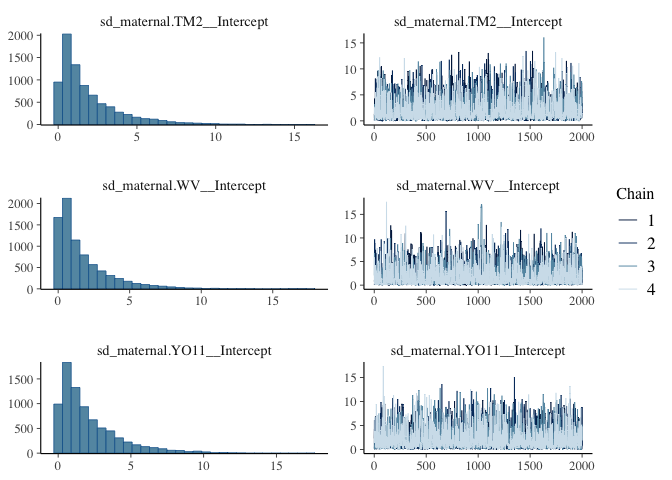 sd_maternal.TM2__Intercept
2000
1500
1000
500
0
0 5 10 15
sd_maternal.TM2__Intercept
15
10
5
0
0 500 1000 1500 2000
sd_maternal.WV__Intercept
2000
1500
1000
500
0
0 5 10 15
sd_maternal.WV__Intercept
15
10
5
0
0 500 1000 1500 2000
Chain
1
2
3
4
sd_maternal.YO11__Intercept
1500
1000
500
0
0 5 10 15
sd_maternal.YO11__Intercept
15
10
5
0
0 500 1000 1500 2000